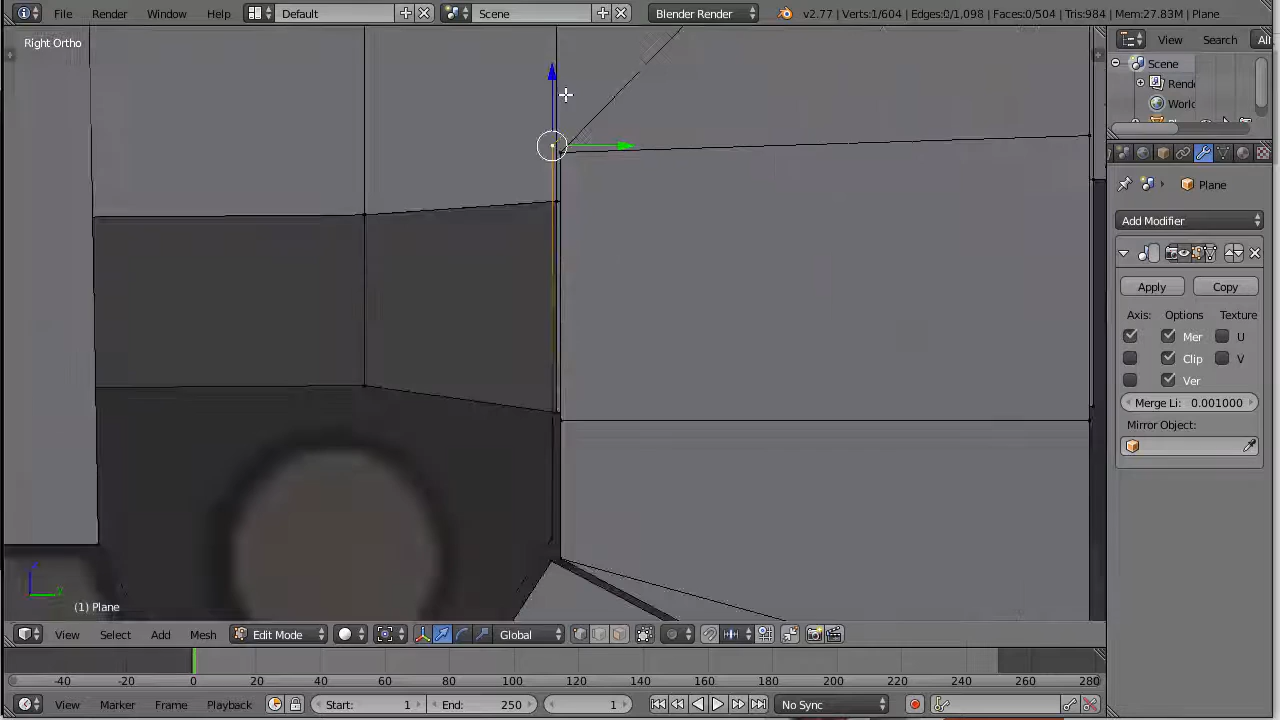 File Render Window Help Default Scene Blender Render v2.77 | Verts:1/604 | Edges:0/1,098 | Faces:0/504 | Tris:984 | Mem:27.83M | Plane
Right Ortho
View Search All
Scene
Rende
World
Plane
Add Modifier
Apply Copy
Axis: Options Texture
Mer U
Clip V
Ver
Merge Li: 0.001000
Mirror Object:
(1) Plane
View Select Add Mesh Edit Mode Global
-40 -20 0 20 40 60 80 100 120 140 160 180 200 220 240 260 280
View Marker Frame Playback Start: 1 End: 250 1 No Sync